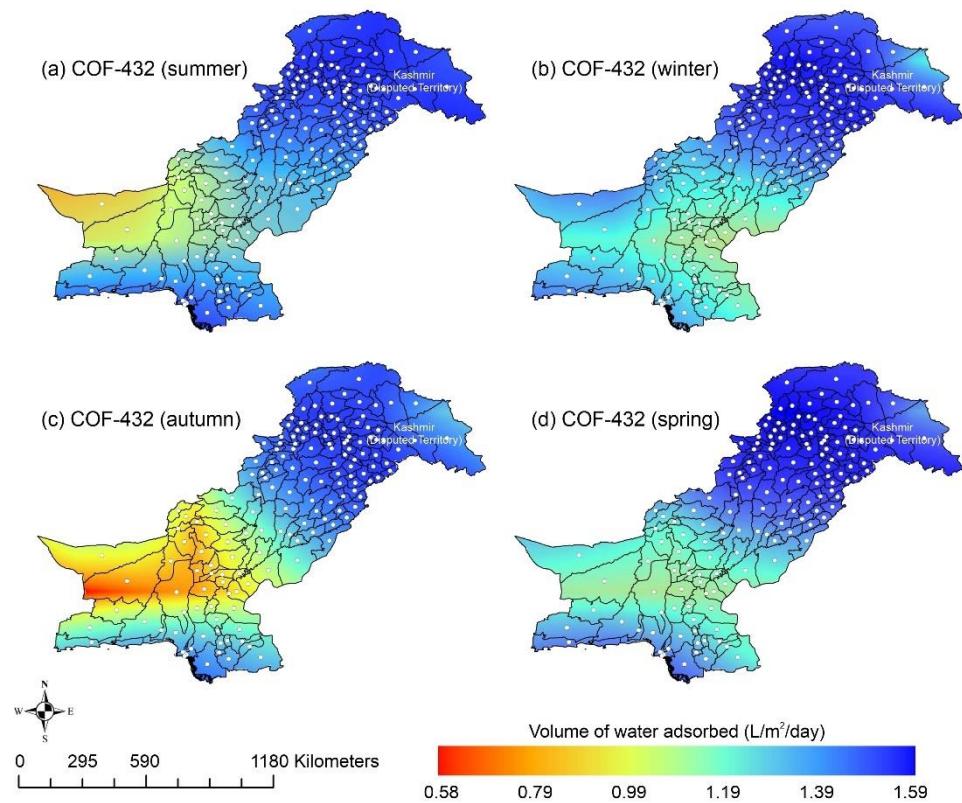 (a) COF-432 (summer)
Kashmir
(Disputed Territory)
(b) COF-432 (winter)
Kashmir
(Disputed Territory)
(c) COF-432 (autumn)
Kashmir
(Disputed Territory)
(d) COF-432 (spring)
Kashmir
(Disputed Territory)
N
W E
S
0 295 590 1180 Kilometers
Volume of water adsorbed (L/m²/day)
0.58 0.79 0.99 1.19 1.39 1.59